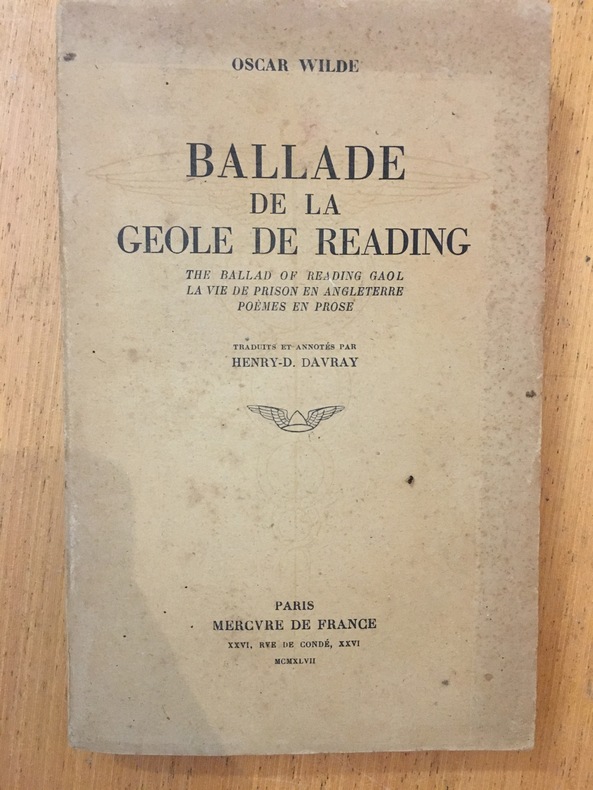 OSCAR WILDE
BALLADE
DE LA
GEOLE DE READING
THE BALLAD OF READING GAOL
LA VIE DE PRISON EN ANGLETERRE
POÈMES EN PROSE
TRADUITS ET ANNOTÉS PAR
HENRY-D. DAVRAY
PARIS
MERCVRE DE FRANCE
XXVI, RVE DE CONDÉ, XXVI
MCMXLVII